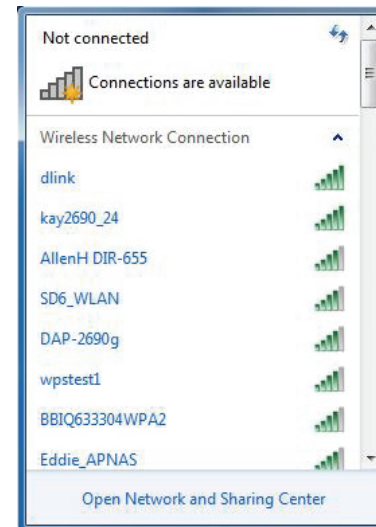 Not connected
Connections are available
Wireless Network Connection
dlink
kay2690_24
AllenH DIR-655
SD6_WLAN
DAP-2690g
wpstest1
BBIQ633304WPA2
Eddie_APNAS
Open Network and Sharing Center